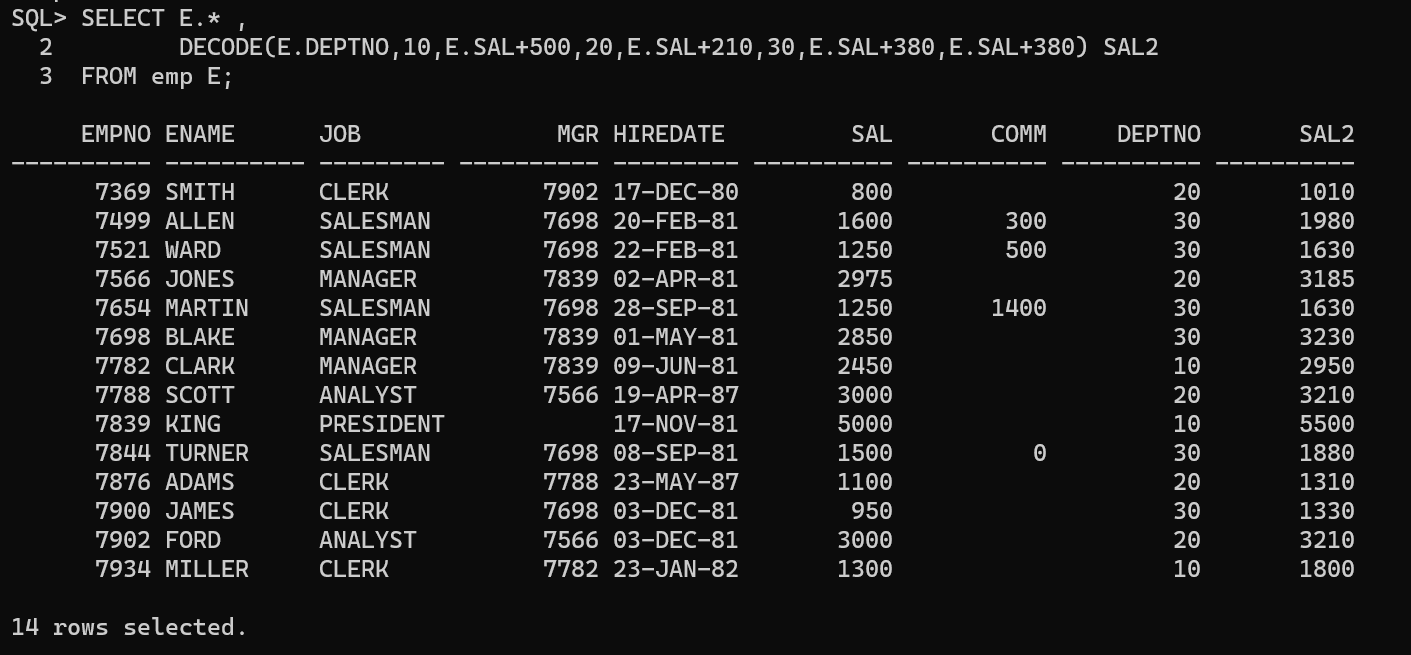 SQL> SELECT E.* ,
  2         DECODE(E.DEPTNO,10,E.SAL+500,20,E.SAL+210,30,E.SAL+380,E.SAL+380) SAL2
  3  FROM emp E;

     EMPNO ENAME      JOB              MGR HIREDATE         SAL       COMM     DEPTNO       SAL2
---------- ---------- --------- ---------- --------- ---------- ---------- ---------- ----------
      7369 SMITH      CLERK           7902 17-DEC-80        800                    20       1010
      7499 ALLEN      SALESMAN        7698 20-FEB-81       1600        300         30       1980
      7521 WARD       SALESMAN        7698 22-FEB-81       1250        500         30       1630
      7566 JONES      MANAGER         7839 02-APR-81       2975                    20       3185
      7654 MARTIN     SALESMAN        7698 28-SEP-81       1250       1400         30       1630
      7698 BLAKE      MANAGER         7839 01-MAY-81       2850                    30       3230
      7782 CLARK      MANAGER         7839 09-JUN-81       2450                    10       2950
      7788 SCOTT      ANALYST         7566 19-APR-87       3000                    20       3210
      7839 KING       PRESIDENT            17-NOV-81       5000                    10       5500
      7844 TURNER     SALESMAN        7698 08-SEP-81       1500          0         30       1880
      7876 ADAMS      CLERK           7788 23-MAY-87       1100                    20       1310
      7900 JAMES      CLERK           7698 03-DEC-81        950                    30       1330
      7902 FORD       ANALYST         7566 03-DEC-81       3000                    20       3210
      7934 MILLER     CLERK           7782 23-JAN-82       1300                    10       1800

14 rows selected.